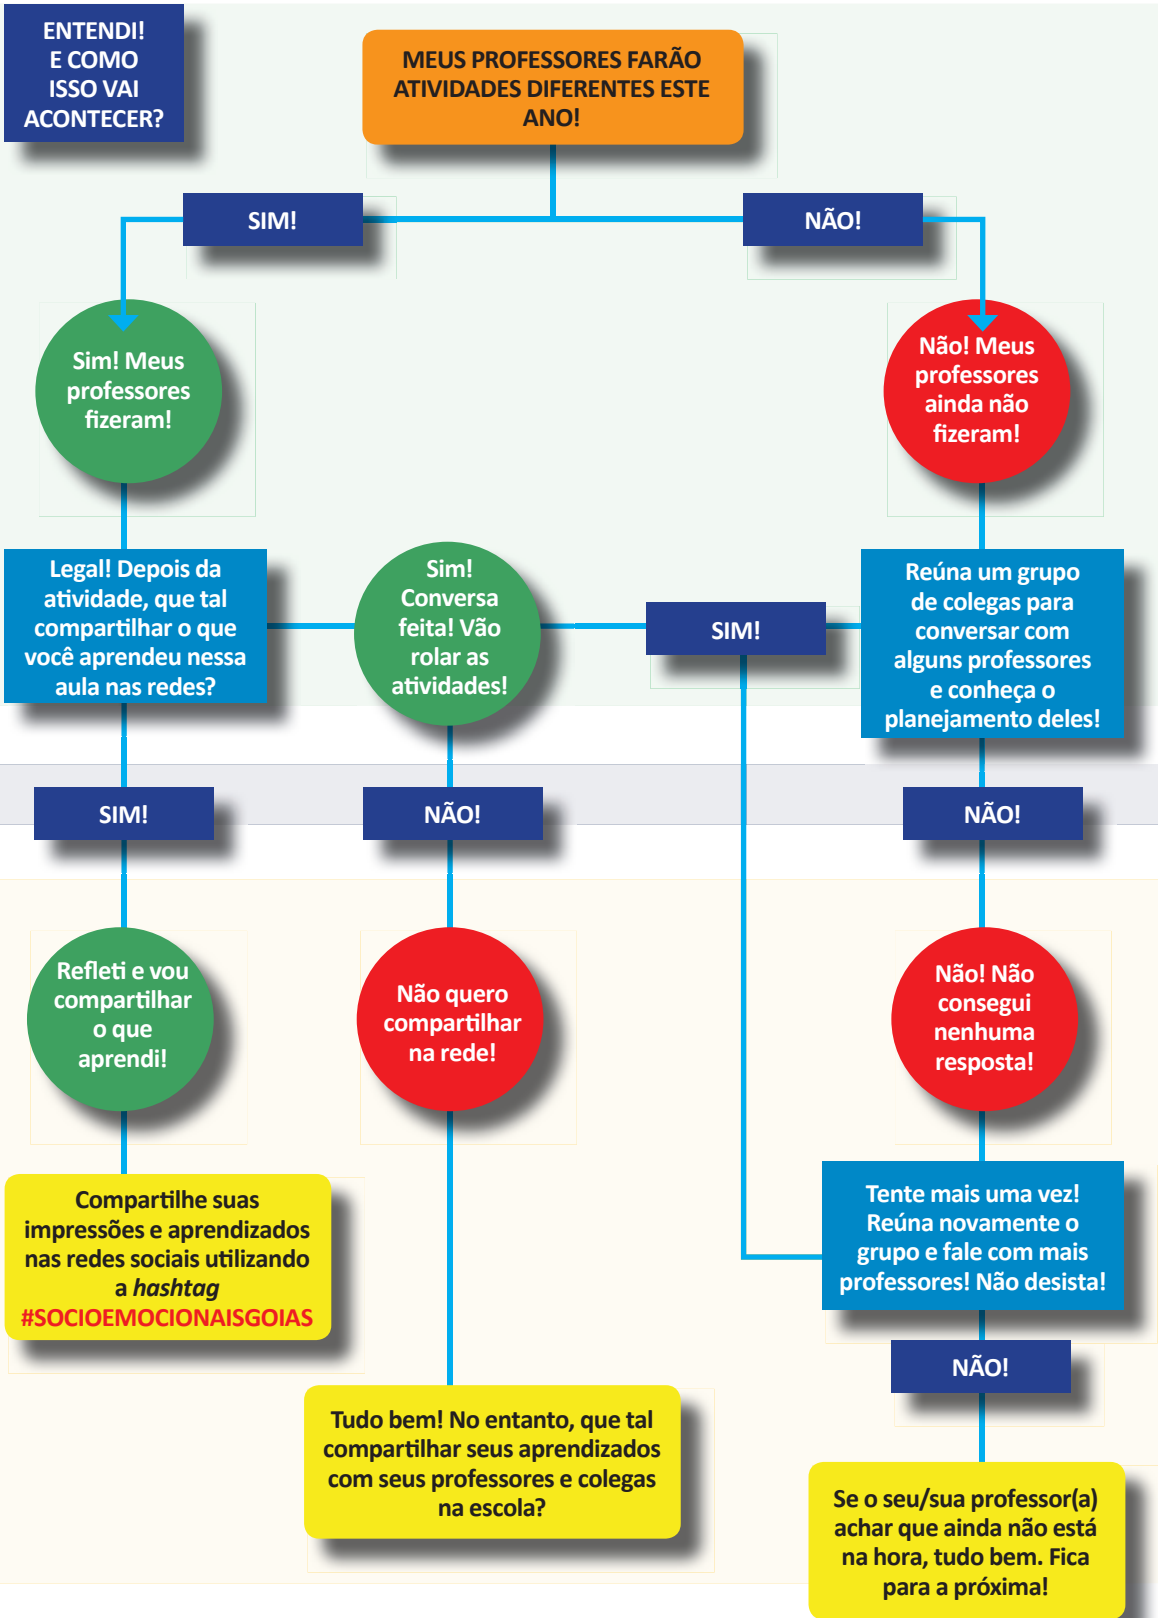 ENTENDI!
E COMO
ISSO VAI
ACONTECER?
MEUS PROFESSORES FARÃO
ATIVIDADES DIFERENTES ESTE
ANO!
SIM!
NÃO!
Sim! Meus
professores
fizeram!
Não! Meus
professores
ainda não
fizeram!
Legal! Depois da
atividade, que tal
compartilhar o que
você aprendeu nessa
aula nas redes?
Sim!
Conversa
feita! Vão
rolar as
atividades!
SIM!
Reúna um grupo
de colegas para
conversar com
alguns professores
e conheça o
planejamento deles!
SIM!
NÃO!
NÃO!
Refleti e vou
compartilhar
o que
aprendi!
Não quero
compartilhar
na rede!
Não! Não
consegui
nenhuma
resposta!
Compartilhe suas
impressões e aprendizados
nas redes sociais utilizando
a hashtag
#SOCIOEMOCIONAISGOIAS
Tente mais uma vez!
Reúna novamente o
grupo e fale com mais
professores! Não desista!
NÃO!
Tudo bem! No entanto, que tal
compartilhar seus aprendizados
com seus professores e colegas
na escola?
Se o seu/sua professor(a)
achar que ainda não está
na hora, tudo bem. Fica
para a próxima!